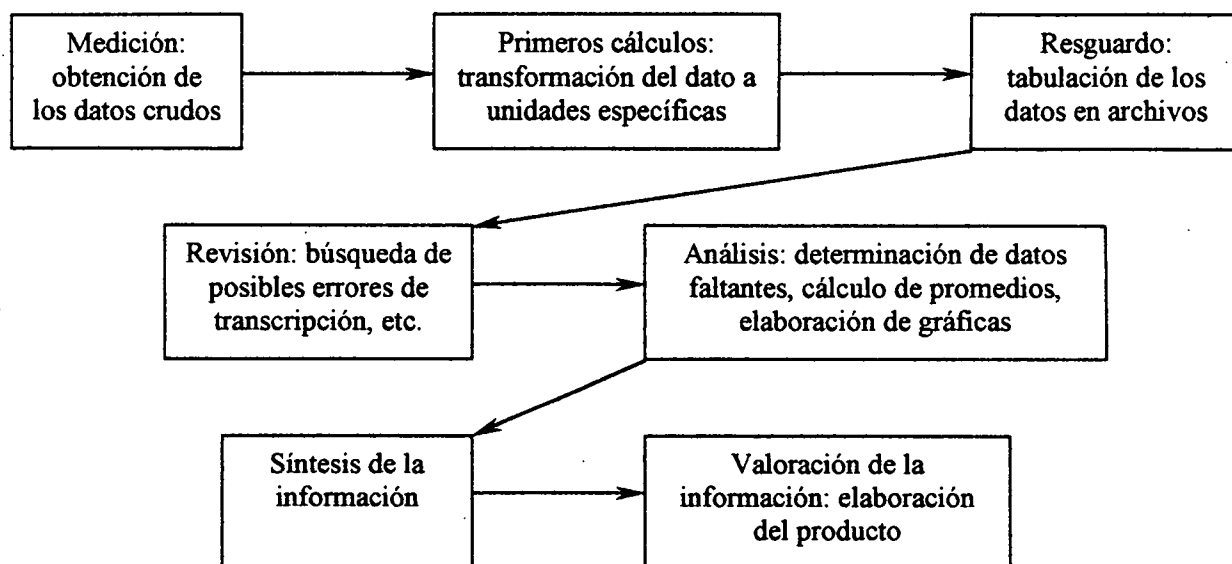 Medición:
obtención de
los datos crudos
Primeros cálculos:
transformación del dato a
unidades específicas
Resguardo:
tabulación de los
datos en archivos
Revisión: búsqueda de
posibles errores de
transcripción, etc.
Análisis: determinación de datos
faltantes, cálculo de promedios,
elaboración de gráficas
Síntesis de la
información
Valoración de la
información: elaboración
del producto